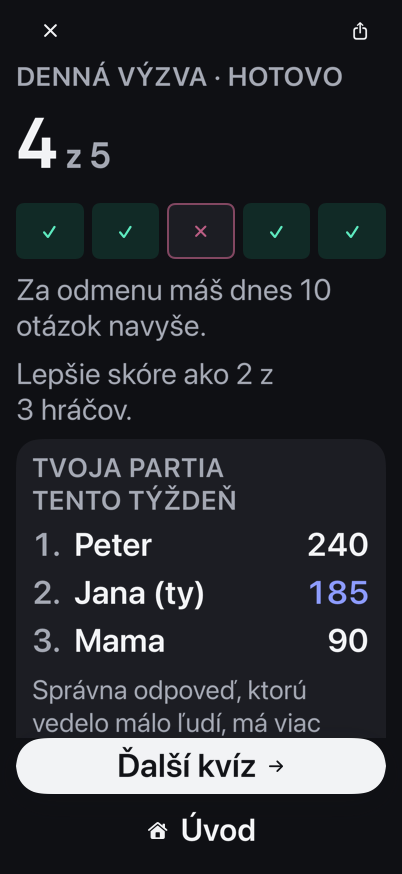 DENNÁ VÝZVA · HOTOVO
4 z 5
Za odmenu máš dnes 10
otázok navyše.
Lepšie skóre ako 2 z
3 hráčov.
TVOJA PARTIA
TENTO TÝŽDEŇ
1. Peter 240
2. Jana (ty) 185
3. Mama 90
Správna odpoveď, ktorú
vedelo málo ľudí, má viac
Ďalší kvíz →
Úvod